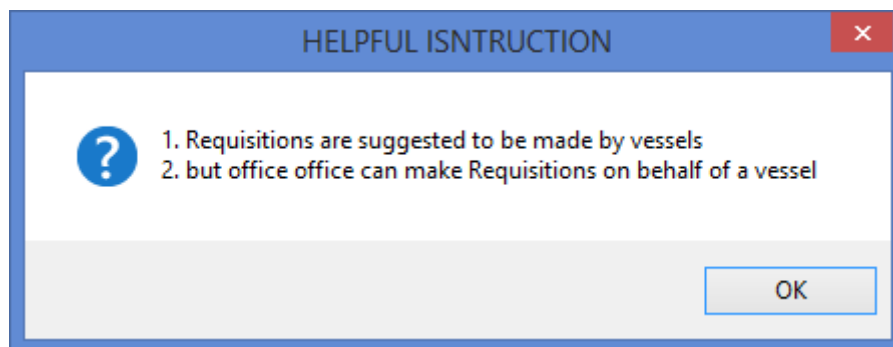 HELPFUL ISNTRUCTION
1. Requisitions are suggested to be made by vessels
2. but office office can make Requisitions on behalf of a vessel
OK